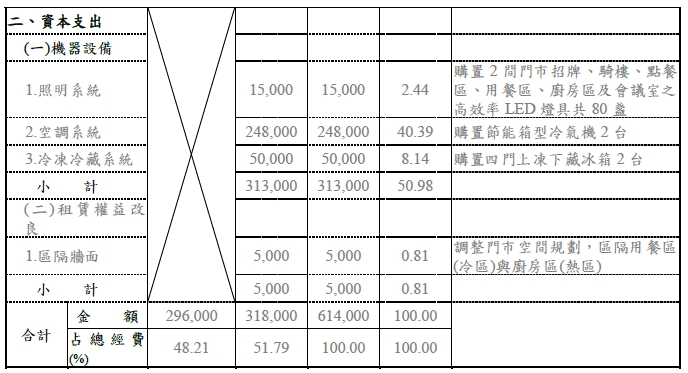 二、資本支出
(一)機器設備
1.照明系統 15,000 15,000 2.44 購置 2 間門市招牌、騎樓、點餐
區、用餐區、廚房區及會議室之
高效率 LED 燈具共 80 盞
2.空調系統 248,000 248,000 40.39 購置節能箱型冷氣機 2 台
3.冷凍冷藏系統 50,000 50,000 8.14 購置四門上凍下藏冰箱 2 台
小 計 313,000 313,000 50.98
(二)租賃權益改
良
1.區隔牆面 5,000 5,000 0.81 調整門市空間規劃，區隔用餐區
(冷區)與廚房區(熱區)
小 計 5,000 5,000 0.81
合計 金 額 296,000 318,000 614,000 100.00
占總經費
(%) 48.21 51.79 100.00 100.00